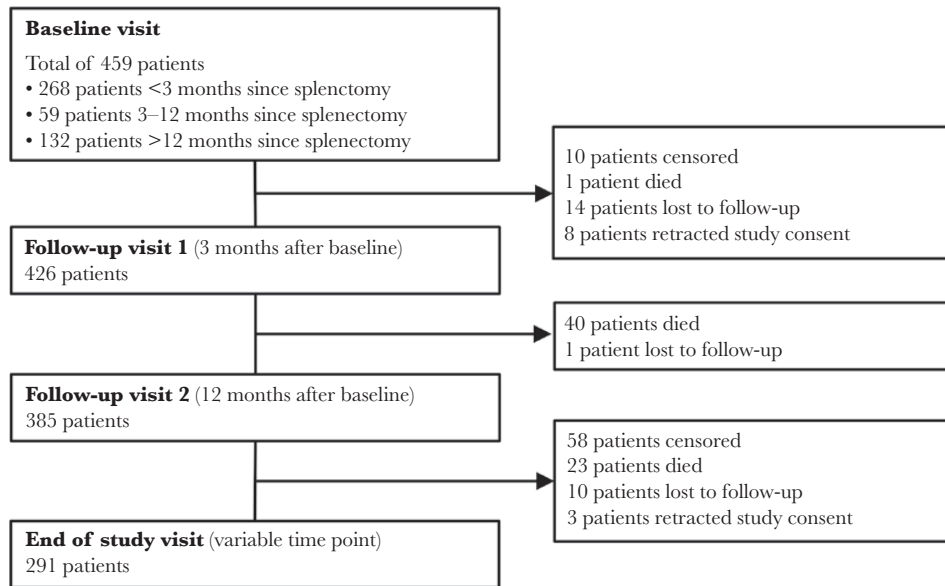 Baseline visit
Total of 459 patients
• 268 patients <3 months since splenctomy
• 59 patients 3–12 months since splenectomy
• 132 patients >12 months since splenectomy
10 patients censored
1 patient died
14 patients lost to follow-up
8 patients retracted study consent
Follow-up visit 1 (3 months after baseline)
426 patients
40 patients died
1 patient lost to follow-up
Follow-up visit 2 (12 months after baseline)
385 patients
58 patients censored
23 patients died
10 patients lost to follow-up
3 patients retracted study consent
End of study visit (variable time point)
291 patients